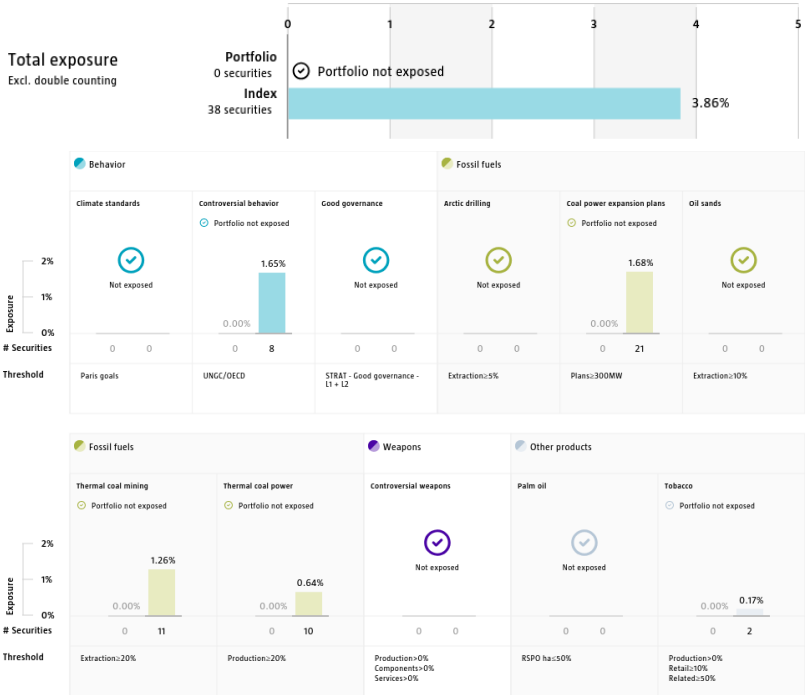 0 1 2 3 4 5
Total exposure
Excl. double counting
Portfolio
0 securities
Portfolio not exposed
Index
38 securities
3.86%
Behavior
Fossil fuels
Climate standards
Controversial behavior
Good governance
Arctic drilling
Coal power expansion plans
Oil sands
Portfolio not exposed
Portfolio not exposed
Exposure
2%
1%
0%
Not exposed
0.00%
1.65%
Not exposed
Not exposed
0.00%
1.68%
Not exposed
# Securities
0 0 0 8 0 0 0 0 0 21 0 0
Threshold
Paris goals
UNGC/OECD
STRAT - Good governance -
L1 + L2
Extraction≥5%
Plans≥300MW
Extraction≥10%
Fossil fuels
Weapons
Other products
Thermal coal mining
Thermal coal power
Controversial weapons
Palm oil
Tobacco
Portfolio not exposed
Portfolio not exposed
Portfolio not exposed
Exposure
2%
1%
0%
0.00%
1.26%
0.00%
0.64%
Not exposed
Not exposed
0.00%
0.17%
# Securities
0 11 0 10 0 0 0 0 0 2
Threshold
Extraction≥20%
Production≥20%
Production>0%
Components>0%
Services>0%
RSPO ha≤50%
Production>0%
Retail≥10%
Related≥50%